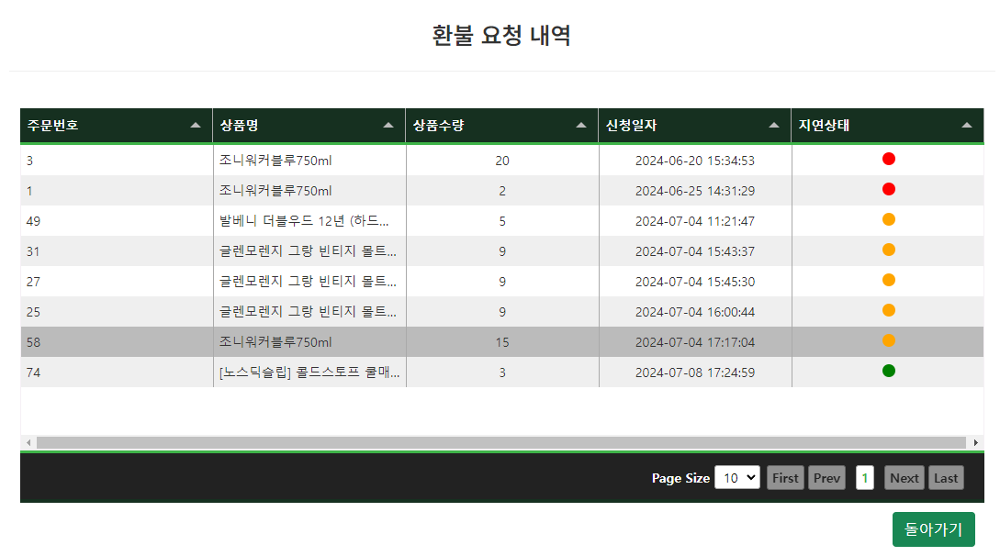 환불 요청 내역
주문번호 상품명 상품수량 신청일자 지연상태
3 조니워커블루750ml 20 2024-06-20 15:34:53
1 조니워커블루750ml 2 2024-06-25 14:31:29
49 발베니 더블우드 12년 (하드... 5 2024-07-04 11:21:47
31 글렌모렌지 그랑 빈티지 몰트... 9 2024-07-04 15:43:37
27 글렌모렌지 그랑 빈티지 몰트... 9 2024-07-04 15:45:30
25 글렌모렌지 그랑 빈티지 몰트... 9 2024-07-04 16:00:44
58 조니워커블루750ml 15 2024-07-04 17:17:04
74 [노스딕슬립] 콜드스토프 쿨매... 3 2024-07-08 17:24:59
Page Size 10 First Prev 1 Next Last
돌아가기